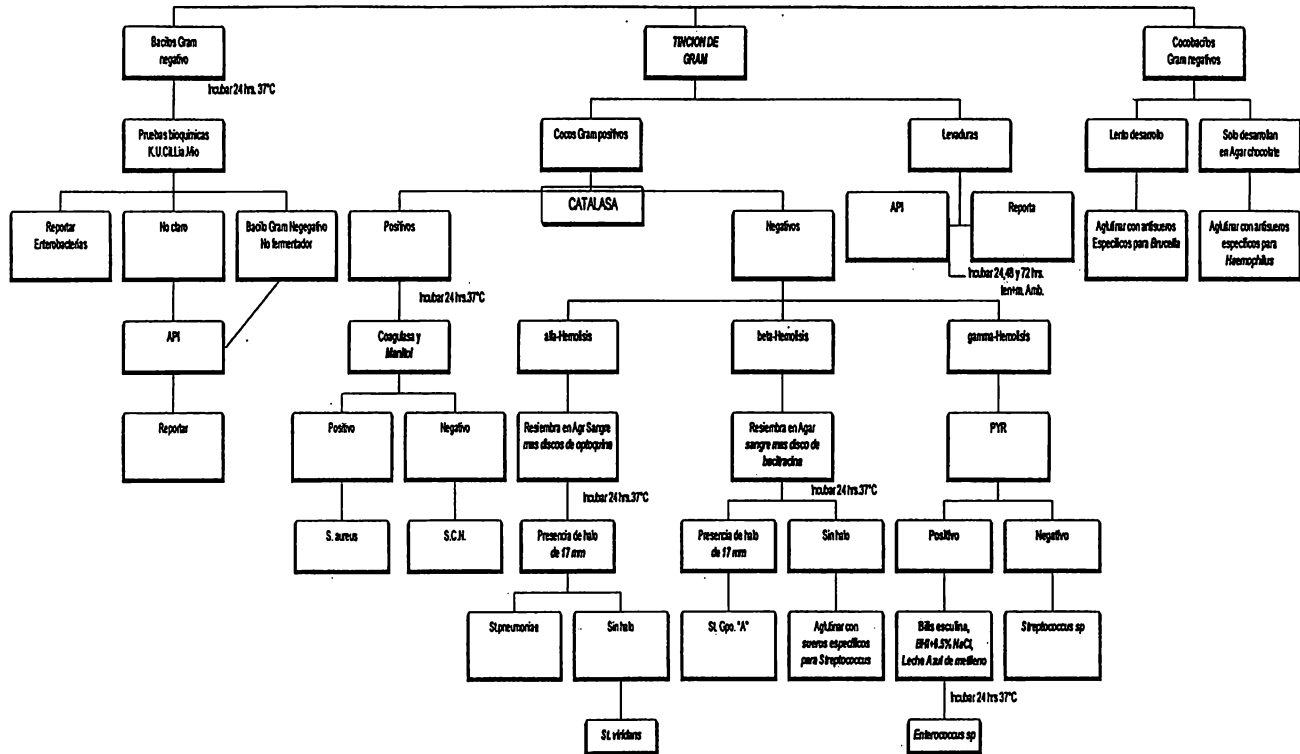 Bacilos Gram
negativo
TINCION DE
GRAM
Cocobacilos
Gram negativos
Incubar 24 hrs. 37°C
Pruebas bioquímicas
K.U.Cit.Lia.Mio
Cocos Gram positivos
Levaduras
Lento desarrollo
Solo desarrollan
en Agar chocolate
CATALASA
Reportar
Enterobacterias
No claro
Bacilo Gram Negegativo
No fermentador
Positivos
Negativos
API
Reporta
Aglutinar con antisueros
Especificos para Brucella
Aglutinar con antisueros
especificos para
Haemophilus
Incubar 24,48 y 72 hrs.
Amb.
Incubar 24 hrs.37°C
API
Coagulasa y
Manitol
alfa-Hemolisis
beta-Hemolisis
gamma-Hemolisis
Reportar
Positivo
Negativo
Resiembra en Agr Sangre
mas discos de optoquina
Resiembra en Agar
sangre mas disco de
bacitracina
PYR
Incubar 24 hrs.37°C
Incubar 24 hrs.37°C
S. aureus
S.C.N.
Presencia de halo
de 17 mm
Presencia de halo
de 17 mm
Sin halo
Positivo
Negativo
St.pneumoniae
Sin halo
St. Gpo. "A"
Aglutinar con
sueros especificos
para Streptococcus
Bilis esculina,
BHI+6.5% NaCl,
Leche Azul de metileno
Streptococcus sp
Incubar 24 hrs 37°C
St. viridans
Enterococcus sp